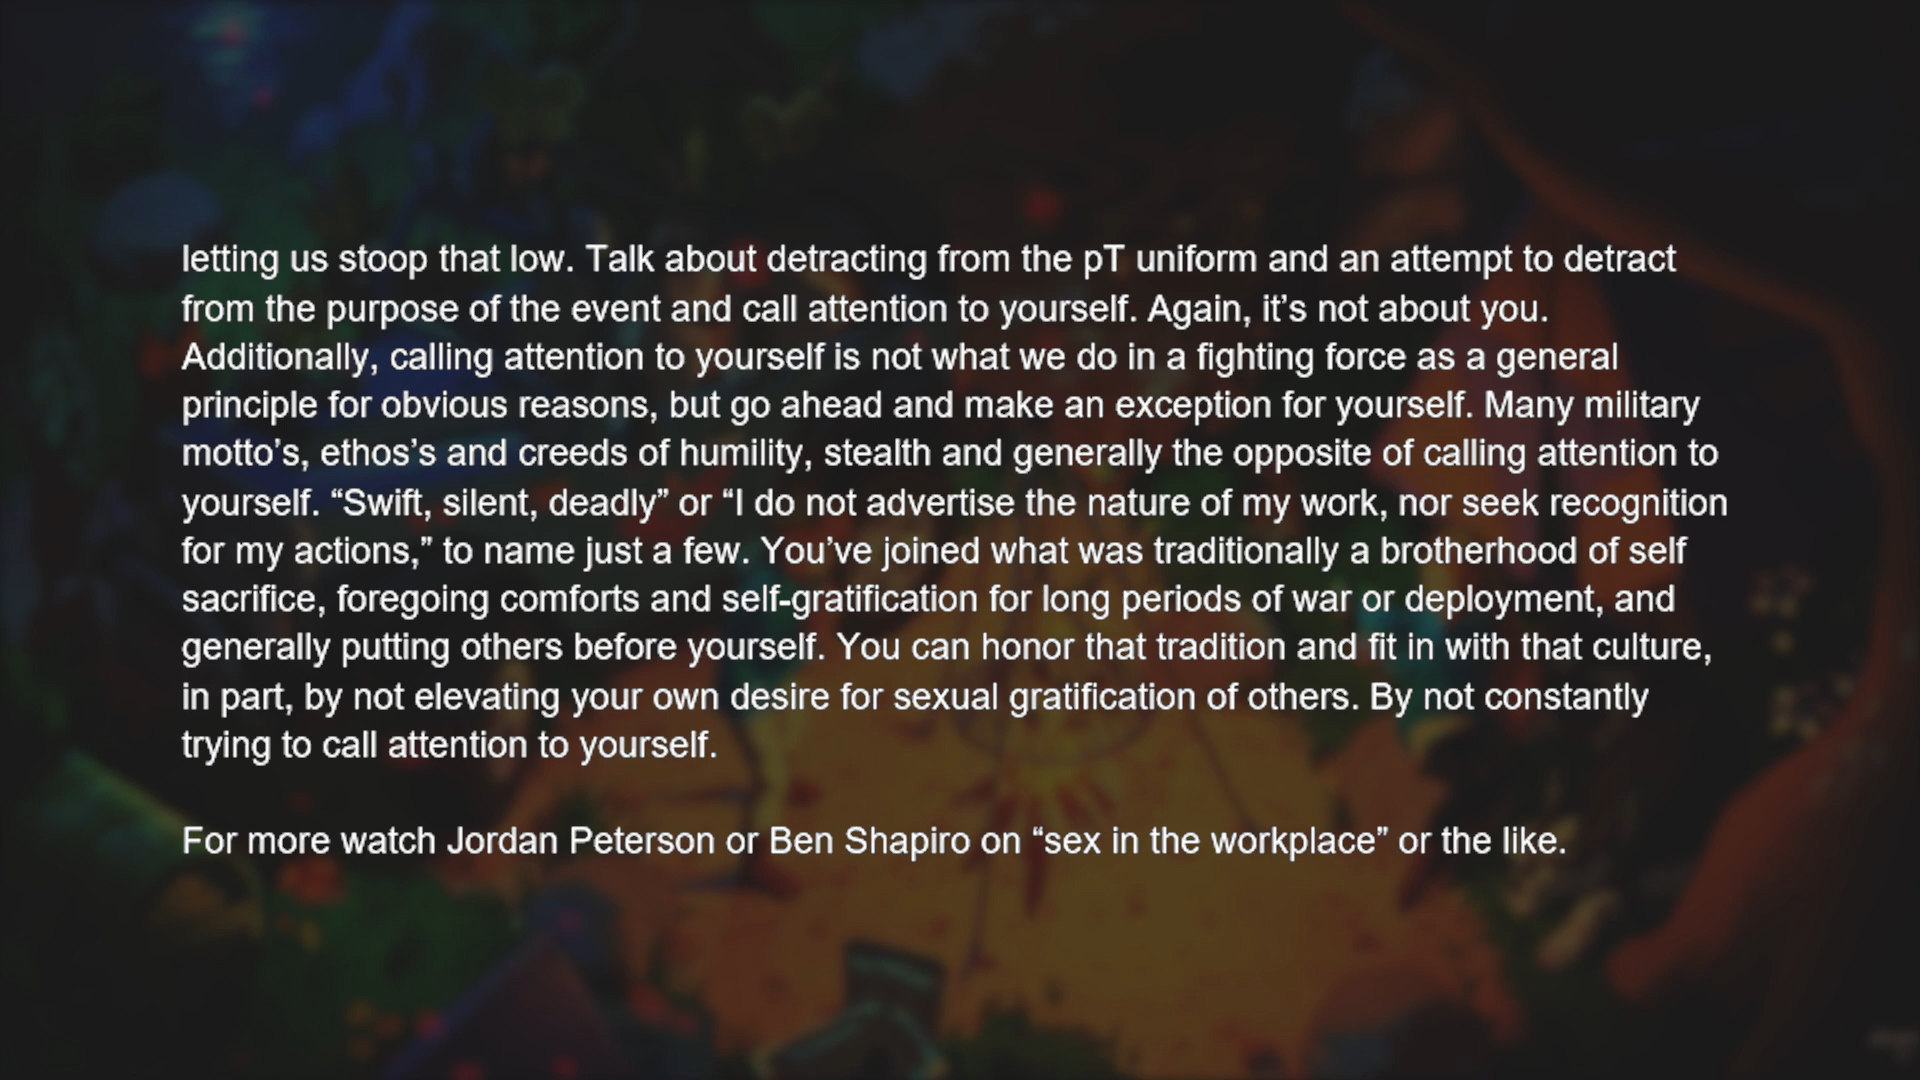 letting us stoop that low. Talk about detracting from the pT uniform and an attempt to detract
from the purpose of the event and call attention to yourself. Again, it’s not about you.
Additionally, calling attention to yourself is not what we do in a fighting force as a general
principle for obvious reasons, but go ahead and make an exception for yourself. Many military
motto’s, ethos’s and creeds of humility, stealth and generally the opposite of calling attention to
yourself. “Swift, silent, deadly” or “I do not advertise the nature of my work, nor seek recognition
for my actions,” to name just a few. You’ve joined what was traditionally a brotherhood of self
sacrifice, foregoing comforts and self-gratification for long periods of war or deployment, and
generally putting others before yourself. You can honor that tradition and fit in with that culture,
in part, by not elevating your own desire for sexual gratification of others. By not constantly
trying to call attention to yourself.
For more watch Jordan Peterson or Ben Shapiro on “sex in the workplace” or the like.